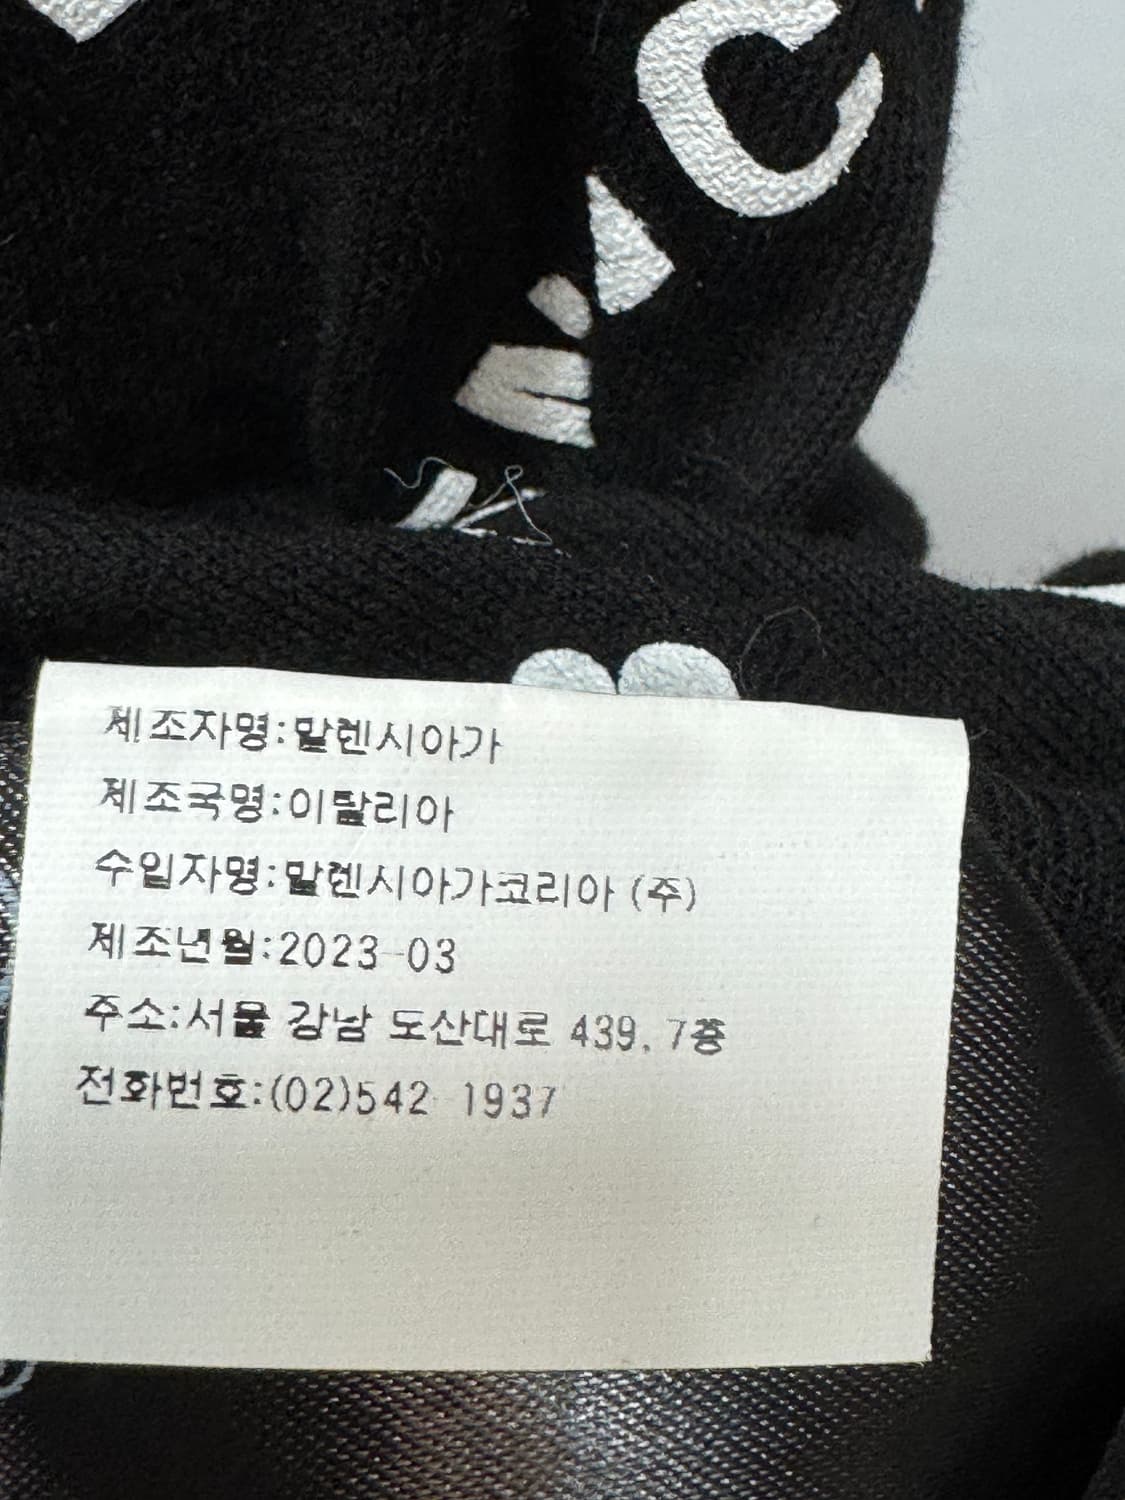 C
제조자명:발렌시아가
제조국명:이탈리아
수입자명:발렌시아가코리아 (주)
제조년월:2023-03
주소:서울 강남 도산대로 439, 7층
전화번호:(02)542-1937